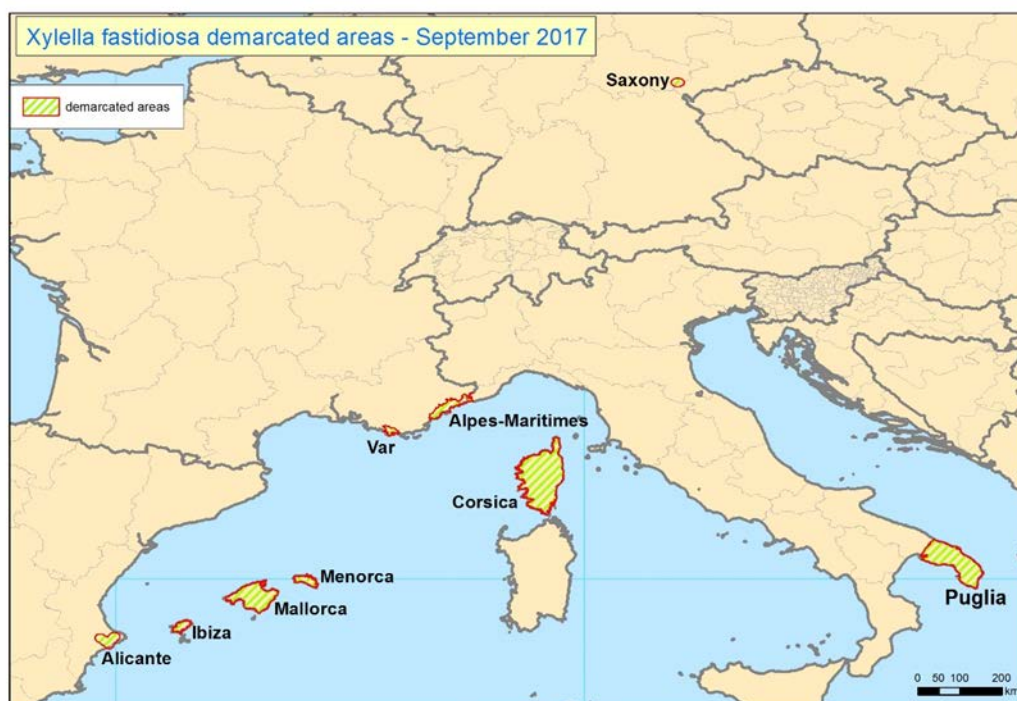 Xylella fastidiosa demarcated areas - September 2017
Saxony
demarcated areas
Alpes-Maritimes
Var
Corsica
Menorca
Mallorca
Puglia
Ibiza
Alicante
0 50 100 200
km